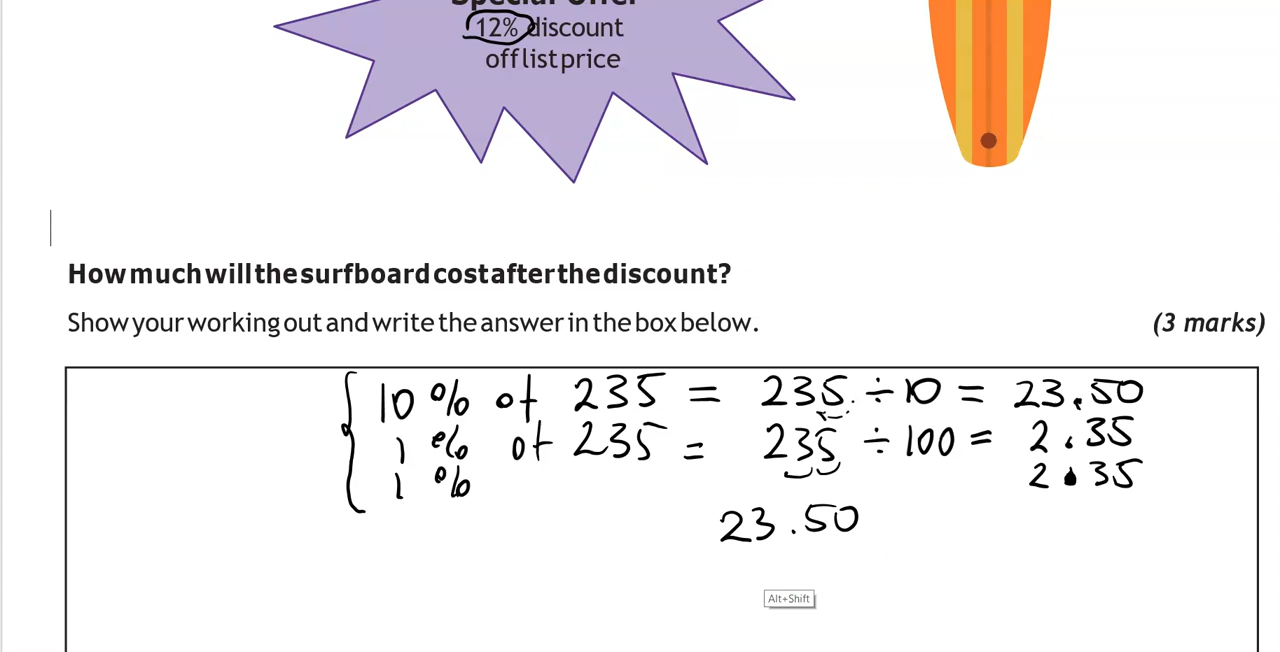 Special Offer
12% discount
off list price
How much will the surfboard cost after the discount?
Show your working out and write the answer in the box below. (3 marks)
10 % of 235 = 235 ÷ 10 = 23.50
1 % of 235 = 235 ÷ 100 = 2.35
1 % 2.35
23.50
Alt+Shift